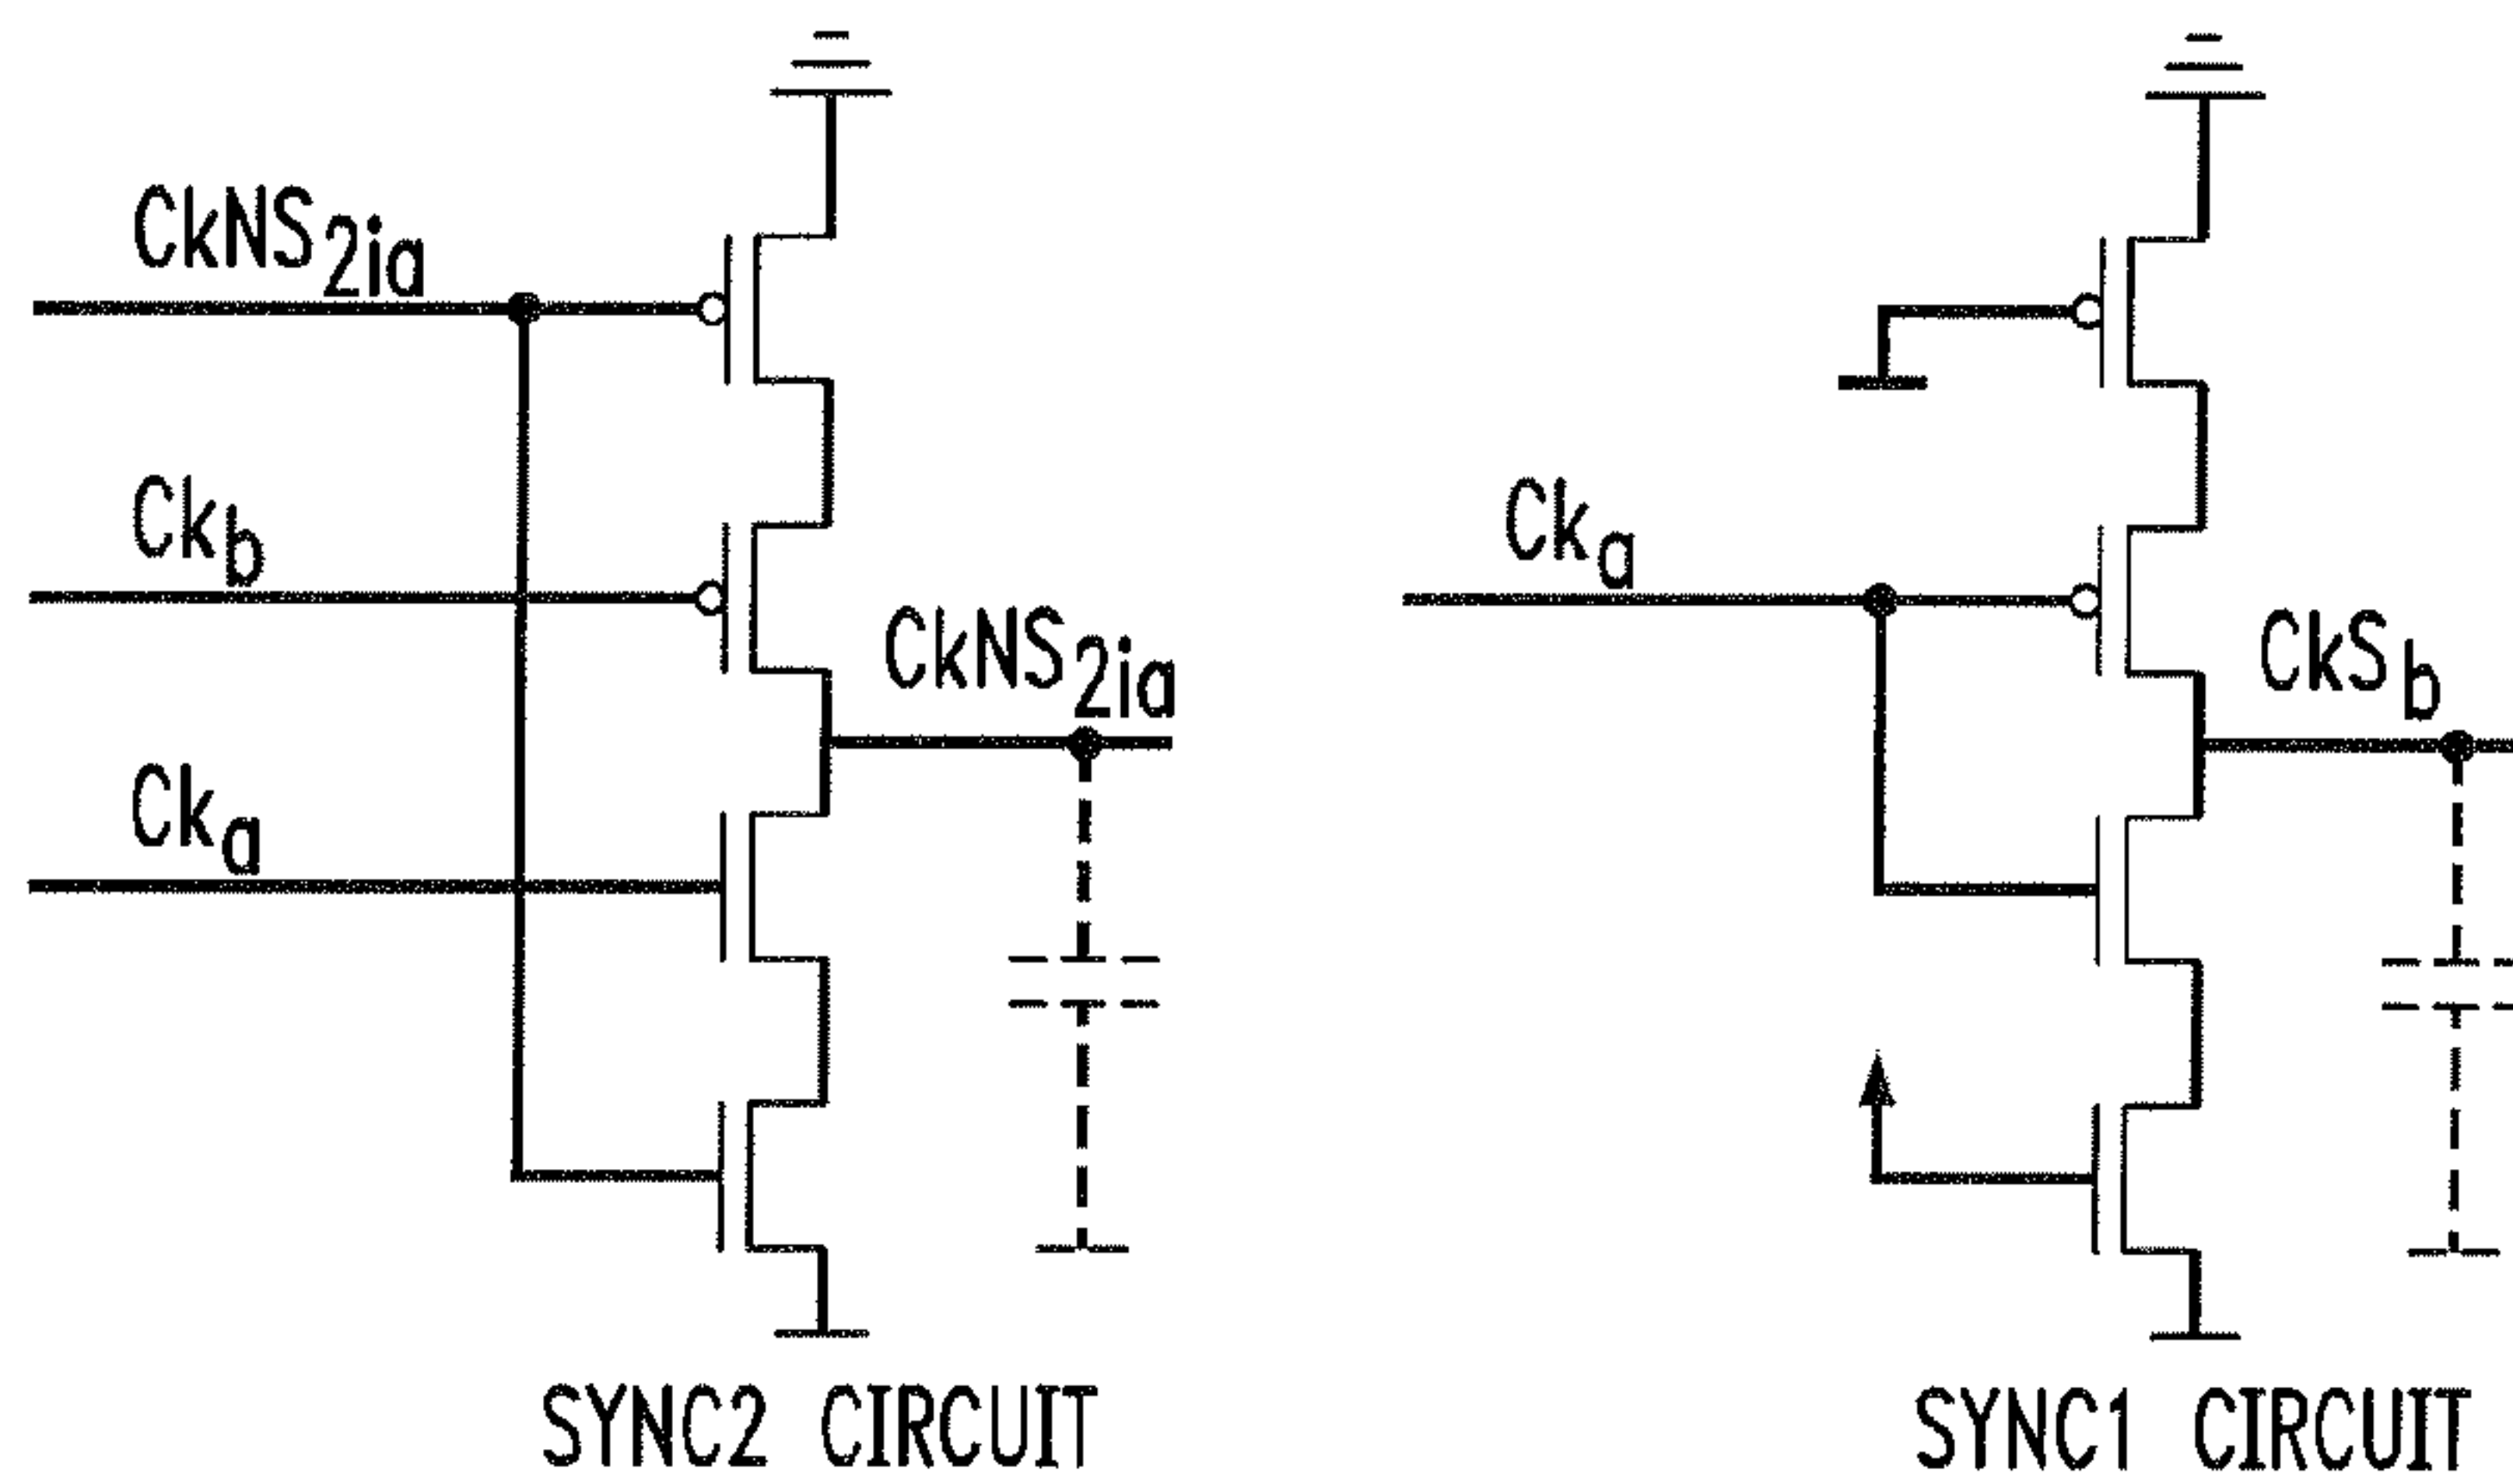 CkNS2ia
Ckb
Cka
CkNS2ia
SYNC2 CIRCUIT
Cka
CkSb
SYNC1 CIRCUIT